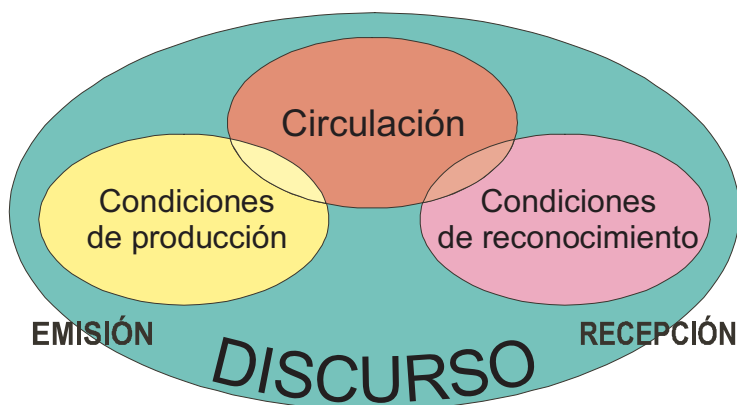 Circulación
Condiciones
de producción
Condiciones
de reconocimiento
EMISIÓN
RECEPCIÓN
DISCURSO